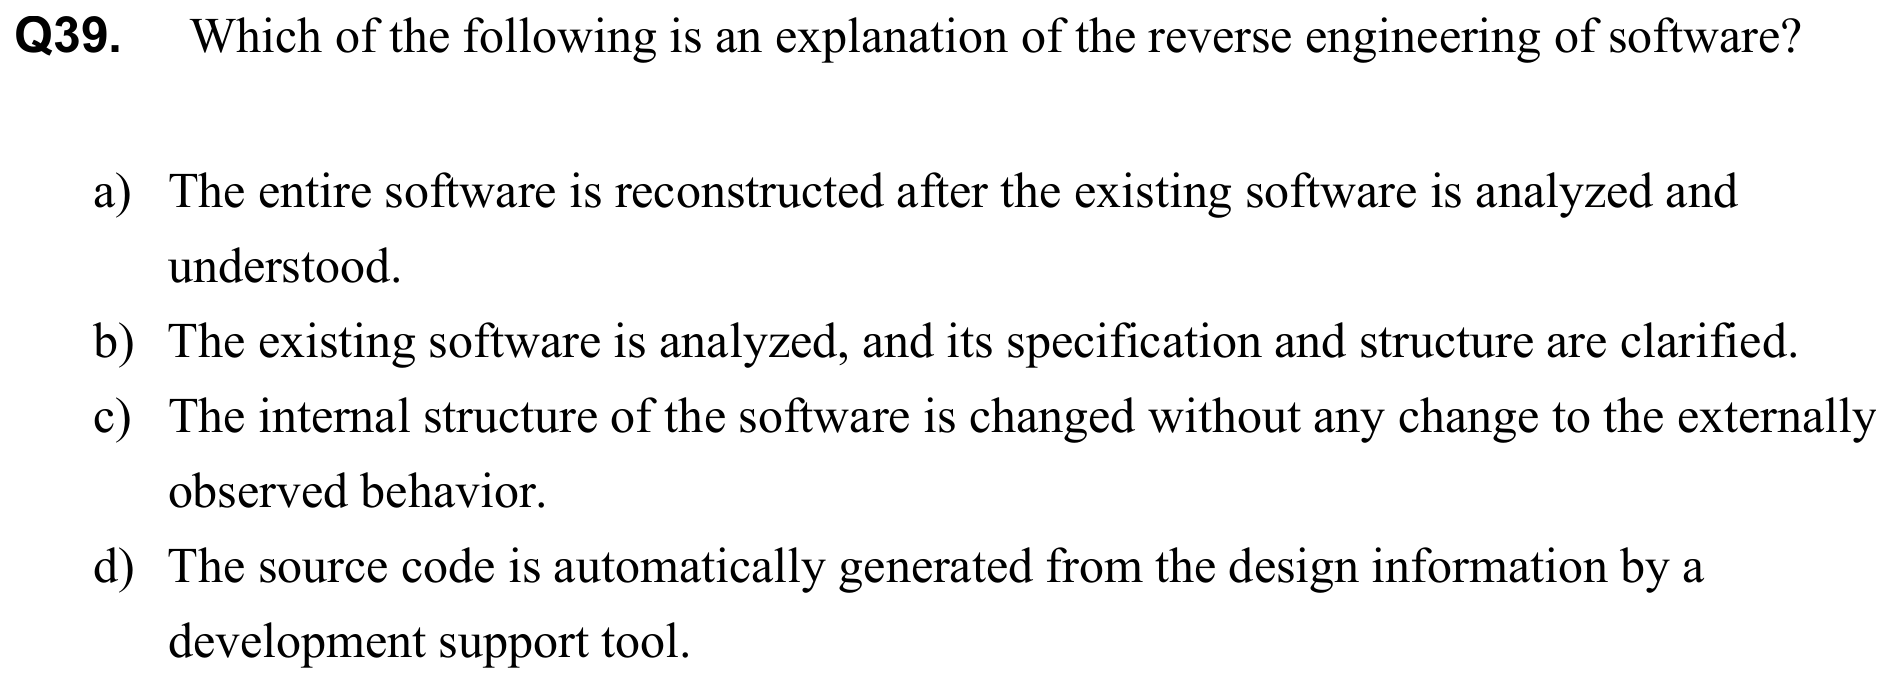 Q39. Which of the following is an explanation of the reverse engineering of software?
a) The entire software is reconstructed after the existing software is analyzed and
understood.
b) The existing software is analyzed, and its specification and structure are clarified.
c) The internal structure of the software is changed without any change to the externally
observed behavior.
d) The source code is automatically generated from the design information by a
development support tool.